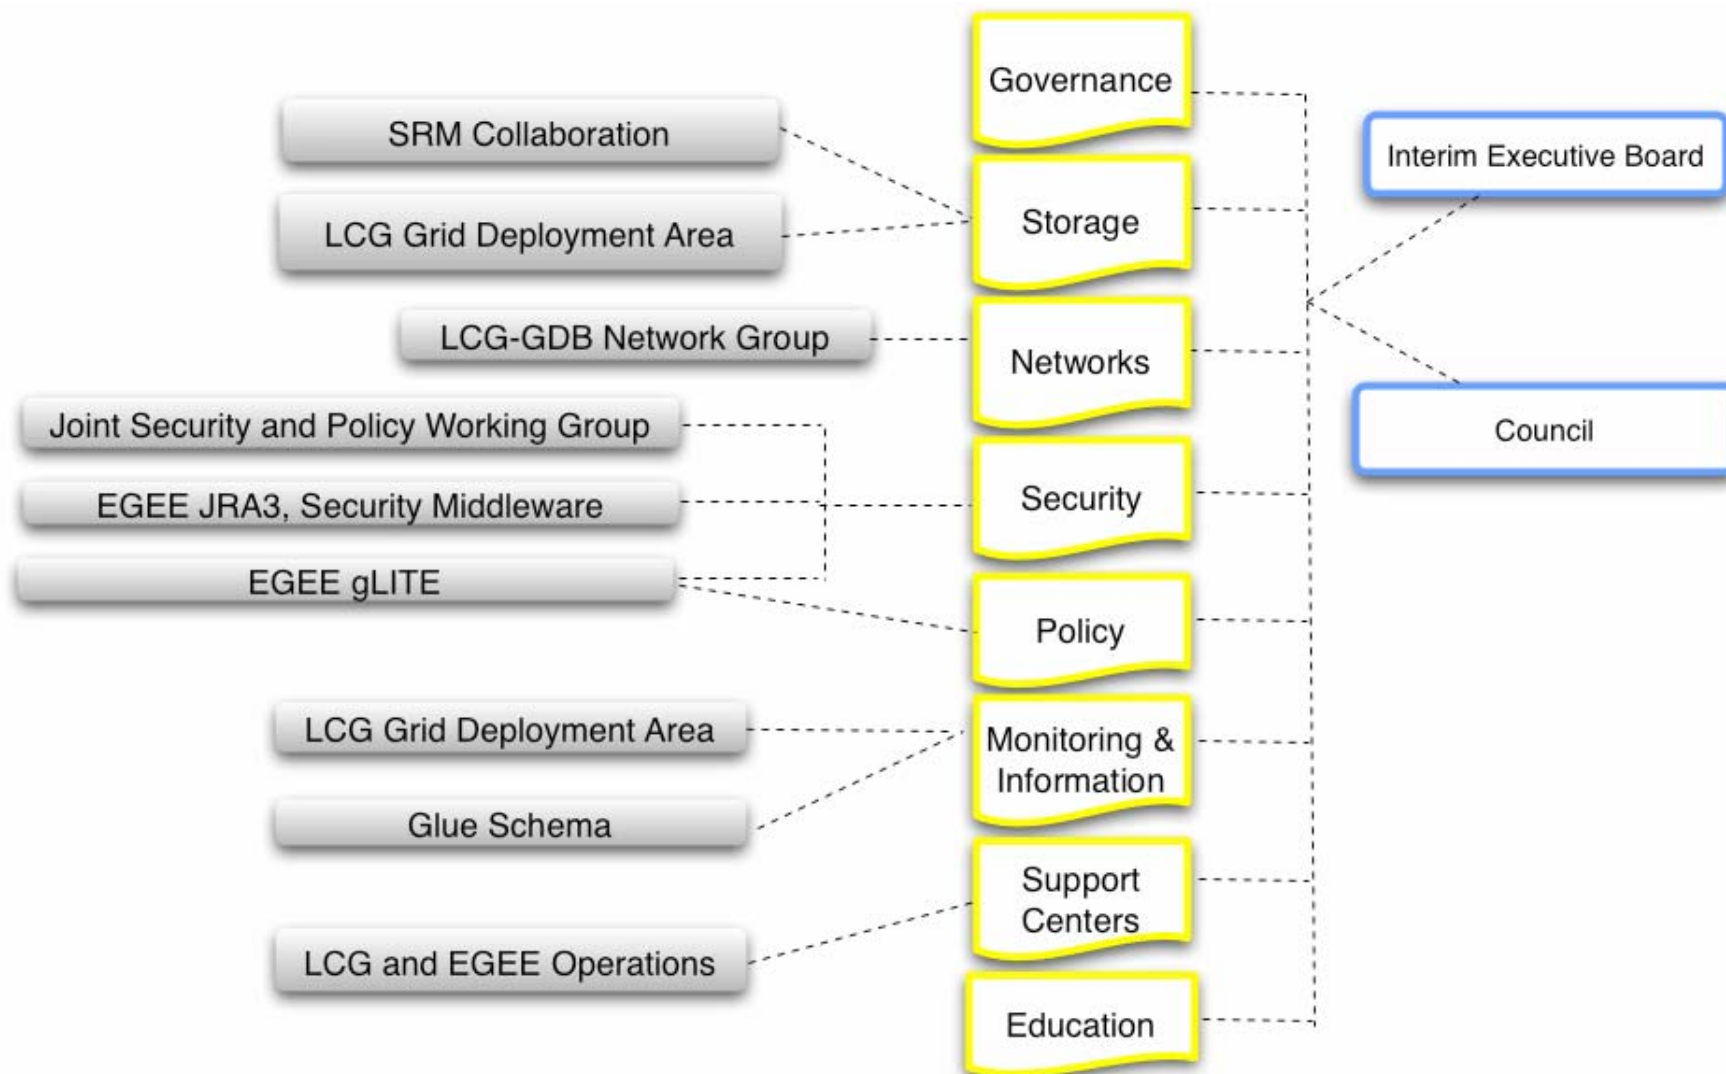 Governance
SRM Collaboration
LCG Grid Deployment Area
Storage
LCG-GDB Network Group
Networks
Joint Security and Policy Working Group
EGEE JRA3, Security Middleware
EGEE gLITE
Security
Policy
LCG Grid Deployment Area
Glue Schema
Monitoring &
Information
LCG and EGEE Operations
Support
Centers
Education
Interim Executive Board
Council